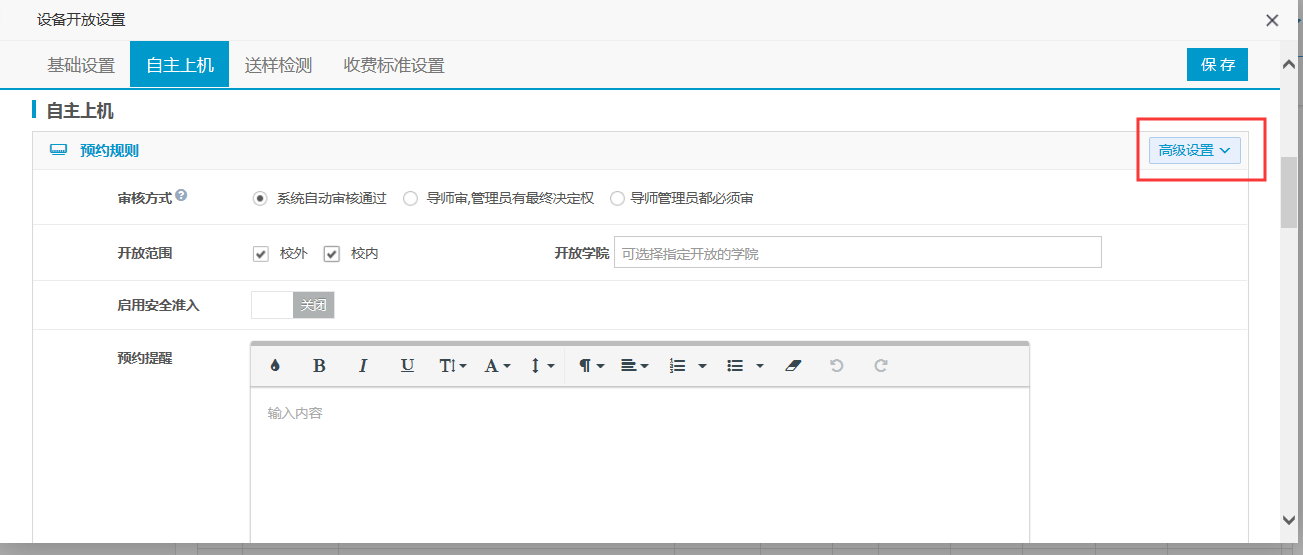 设备开放设置
基础设置 自主上机 送样检测 收费标准设置 保存
自主上机
预约规则 高级设置
审核方式 ? 系统自动审核通过 导师审,管理员有最终决定权 导师管理员都必须审
开放范围 校外 校内 开放学院 可选择指定开放的学院
启用安全准入 关闭
预约提醒
B I U T A
输入内容